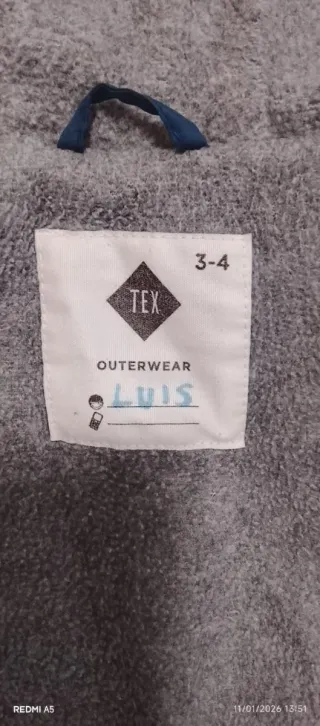 3-4
TEX
OUTERWEAR
LUIS
REDMI A5
11/01/2026 13:51